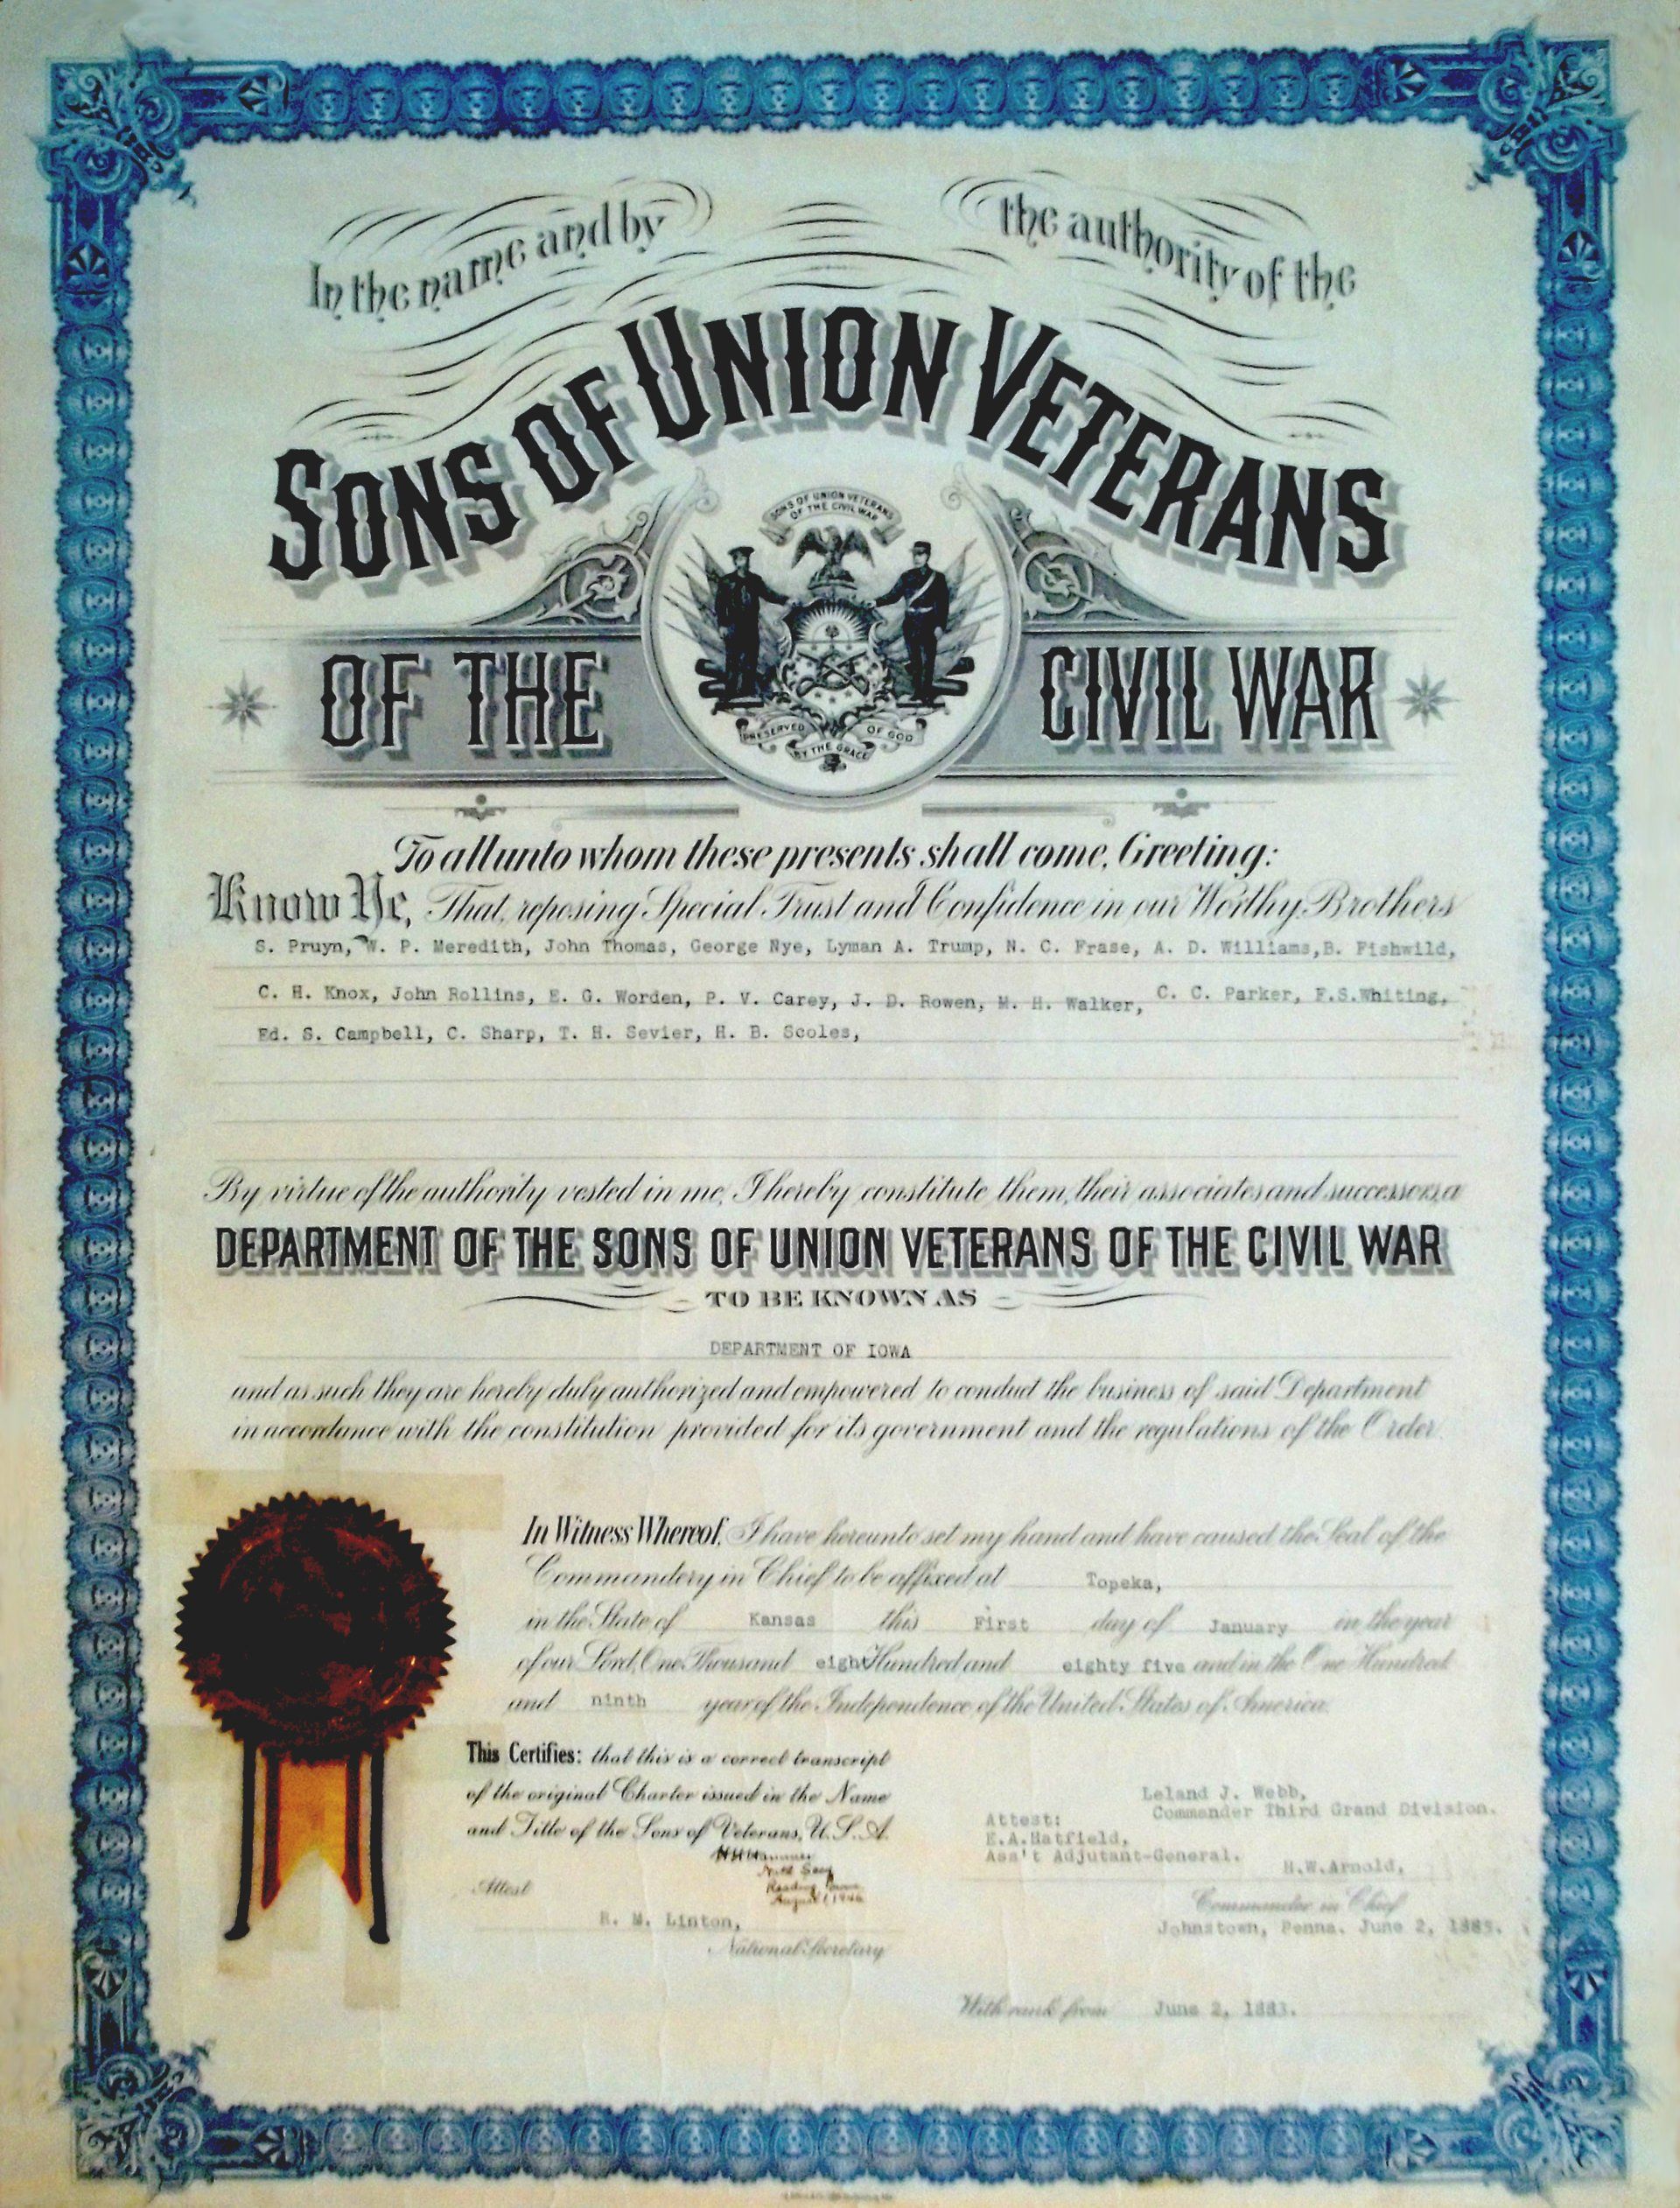 In the name and by the authority of the
SONS OF UNION VETERANS
SONS OF UNION VETERANS
OF THE CIVIL WAR
OF THE CIVIL WAR
PRESERVED BY THE GRACE OF GOD
To all unto whom these presents shall come, Greeting:
Know Ye, That, reposing Special Trust and Confidence in our Worthy Brothers
S. Pruyn, W. P. Meredith, John Thomas, George Nye, Lyman A. Trump, N. C. Frase, A. D. Williams,B. Fishwild,
C. H. Knox, John Rollins, E. G. Worden, P. V. Carey, J. D. Rowen, M. H. Walker, C. C. Parker, F.S.Whiting,
Ed. S. Campbell, C. Sharp, T. H. Sevier, H. B. Scoles,
By virtue of the authority vested in me, I hereby constitute them, their associates and successors, a
DEPARTMENT OF THE SONS OF UNION VETERANS OF THE CIVIL WAR
TO BE KNOWN AS
DEPARTMENT OF IOWA
and as such they are hereby duly authorized and empowered to conduct the business of said Department
in accordance with the constitution provided for its government and the regulations of the Order.
In Witness Whereof, I have hereunto set my hand and have caused the Seal of the
Commandery in Chief to be affixed at Topeka,
in the State of Kansas this First day of January in the year
of our Lord, One Thousand eight Hundred and eighty five and in the One Hundred
and ninth year of the Independence of the United States of America.
This Certifies: that this is a correct transcript
of the original Charter issued in the Name
and Title of the Sons of Veterans, U.S.A.
Natl Secy
Reading Penna
August 1 1946
Attest
R. M. Linton,
National Secretary
Leland J. Webb,
Commander Third Grand Division.
Attest:
E.A.Hatfield,
Ass't Adjutant-General.
H.W.Arnold,
Commander in Chief
Johnstown, Penna. June 2, 1885.
With rank from June 2, 1883.